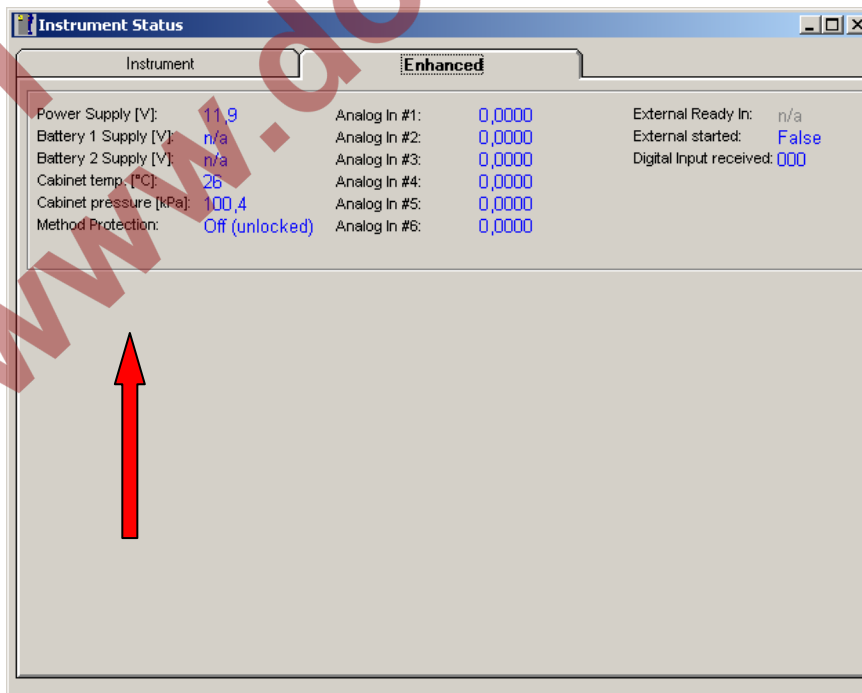 Instrument Status
Instrument
Enhanced
Power Supply [V]: 11,9
Battery 1 Supply [V]: n/a
Battery 2 Supply [V]: n/a
Cabinet temp. [°C]: 26
Cabinet pressure [kPa]: 100,4
Method Protection: Off (unlocked)
Analog In #1: 0,0000
Analog In #2: 0,0000
Analog In #3: 0,0000
Analog In #4: 0,0000
Analog In #5: 0,0000
Analog In #6: 0,0000
External Ready In: n/a
External started: False
Digital Input received: 000
www.do